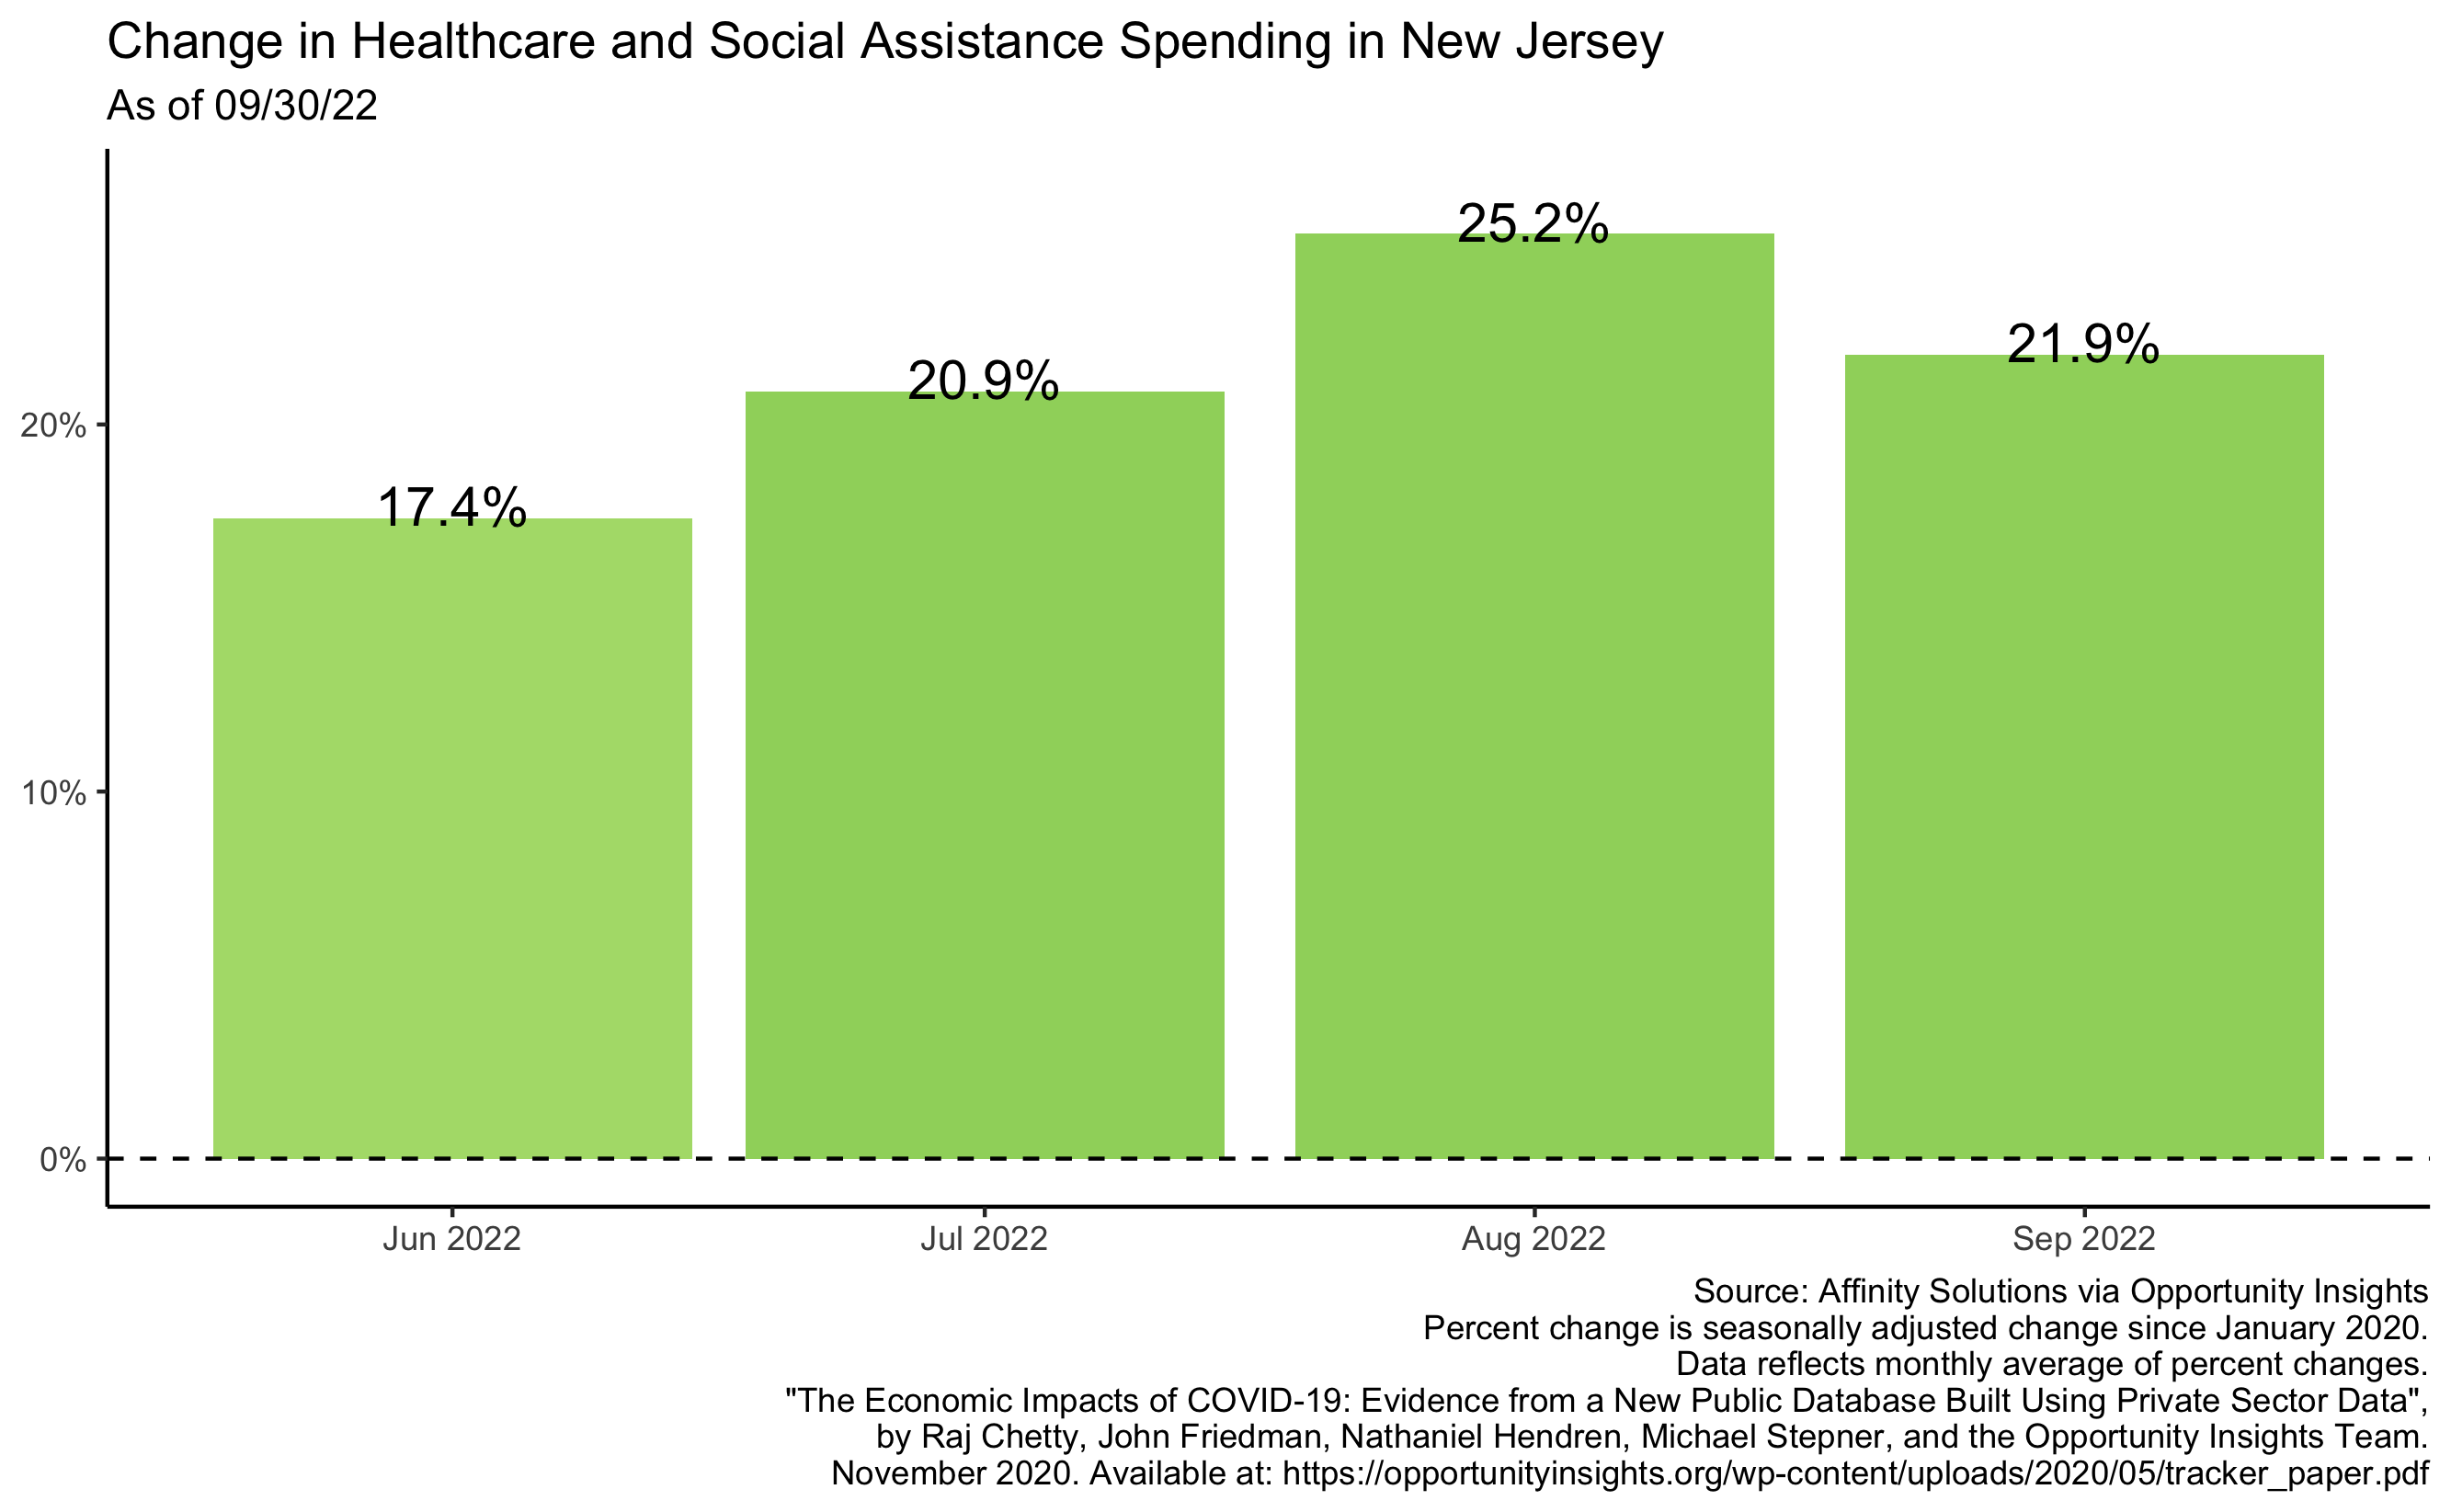 Change in Healthcare and Social Assistance Spending in New Jersey
As of 09/30/22
25.2%
21.9%
20.9%
20%
17.4%
10%
0%
Jun 2022 Jul 2022 Aug 2022 Sep 2022
Source: Affinity Solutions via Opportunity Insights
Percent change is seasonally adjusted change since January 2020.
Data reflects monthly average of percent changes.
"The Economic Impacts of COVID-19: Evidence from a New Public Database Built Using Private Sector Data",
by Raj Chetty, John Friedman, Nathaniel Hendren, Michael Stepner, and the Opportunity Insights Team.
November 2020. Available at: https://opportunityinsights.org/wp-content/uploads/2020/05/tracker_paper.pdf